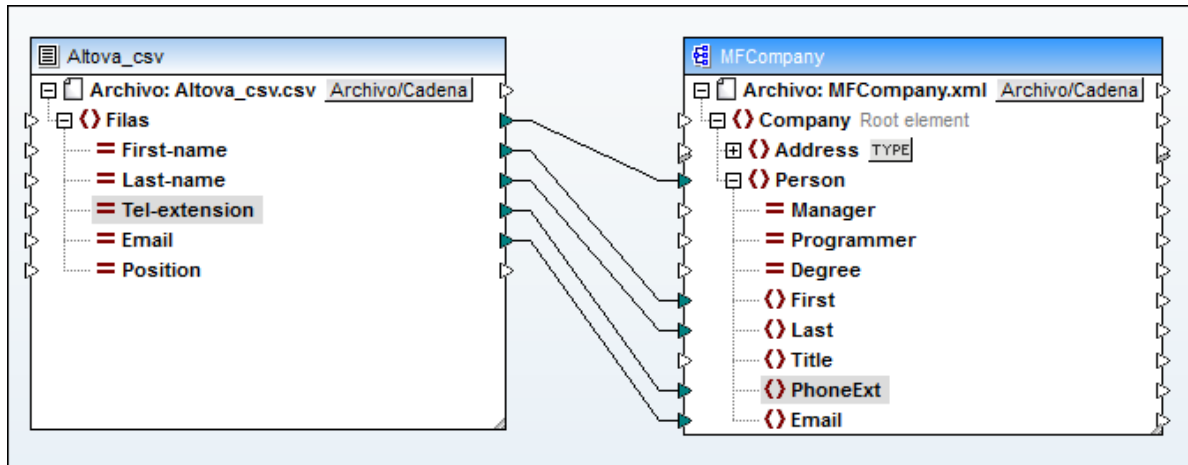 Altova_csv
Archivo: Altova_csv.csv Archivo/Cadena
Filas
First-name
Last-name
Tel-extension
Email
Position
MFCompany
Archivo: MFCompany.xml Archivo/Cadena
Company Root element
Address TYPE
Person
Manager
Programmer
Degree
First
Last
Title
PhoneExt
Email